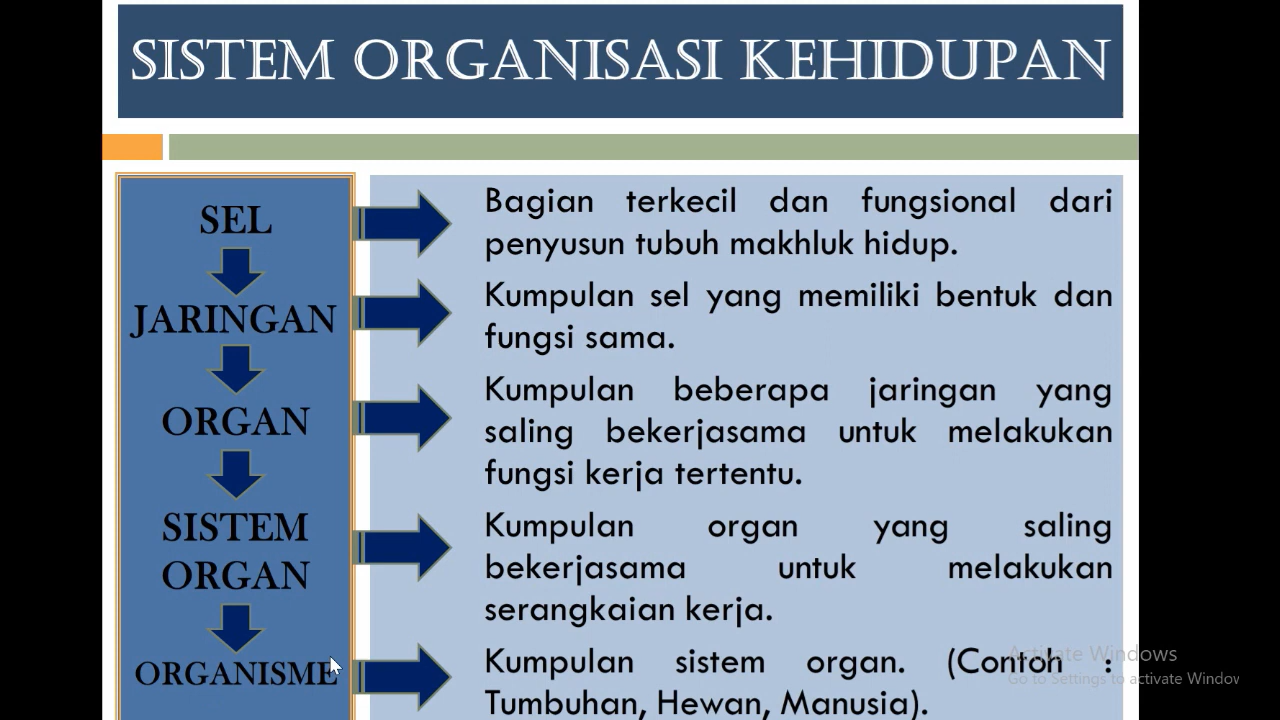 SISTEM ORGANISASI KEHIDUPAN
SEL
Bagian terkecil dan fungsional dari
penyusun tubuh makhluk hidup.
JARINGAN
Kumpulan sel yang memiliki bentuk dan
fungsi sama.
ORGAN
Kumpulan beberapa jaringan yang
saling bekerjasama untuk melakukan
fungsi kerja tertentu.
SISTEM
ORGAN
Kumpulan organ yang saling
bekerjasama untuk melakukan
serangkaian kerja.
ORGANISME
Kumpulan sistem organ. (Contoh :
Tumbuhan, Hewan, Manusia).
Activate Windows
Go to Settings to activate Window